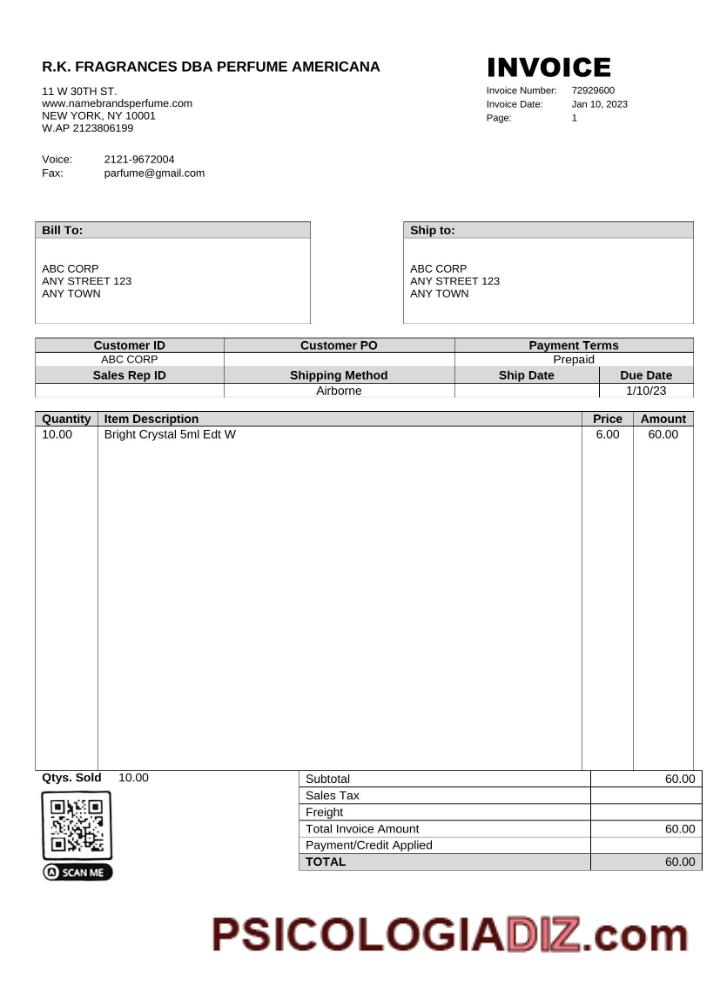 R.K. FRAGRANCES DBA PERFUME AMERICANA
INVOICE
11 W 30TH ST.
www.namebrandsperfume.com
NEW YORK, NY 10001
W.AP 2123806199
Invoice Number: 72929600
Invoice Date: Jan 10, 2023
Page: 1
Voice: 2121-9672004
Fax: parfume@gmail.com
Bill To:
ABC CORP
ANY STREET 123
ANY TOWN
Ship to:
ABC CORP
ANY STREET 123
ANY TOWN
Customer ID Customer PO Payment Terms
ABC CORP Prepaid
Sales Rep ID Shipping Method Ship Date Due Date
Airborne 1/10/23
Quantity Item Description Price Amount
10.00 Bright Crystal 5ml Edt W 6.00 60.00
Qtys. Sold 10.00
Subtotal 60.00
Sales Tax
Freight
Total Invoice Amount 60.00
Payment/Credit Applied
TOTAL 60.00
SCAN ME
PSICOLOGIADIZ.com